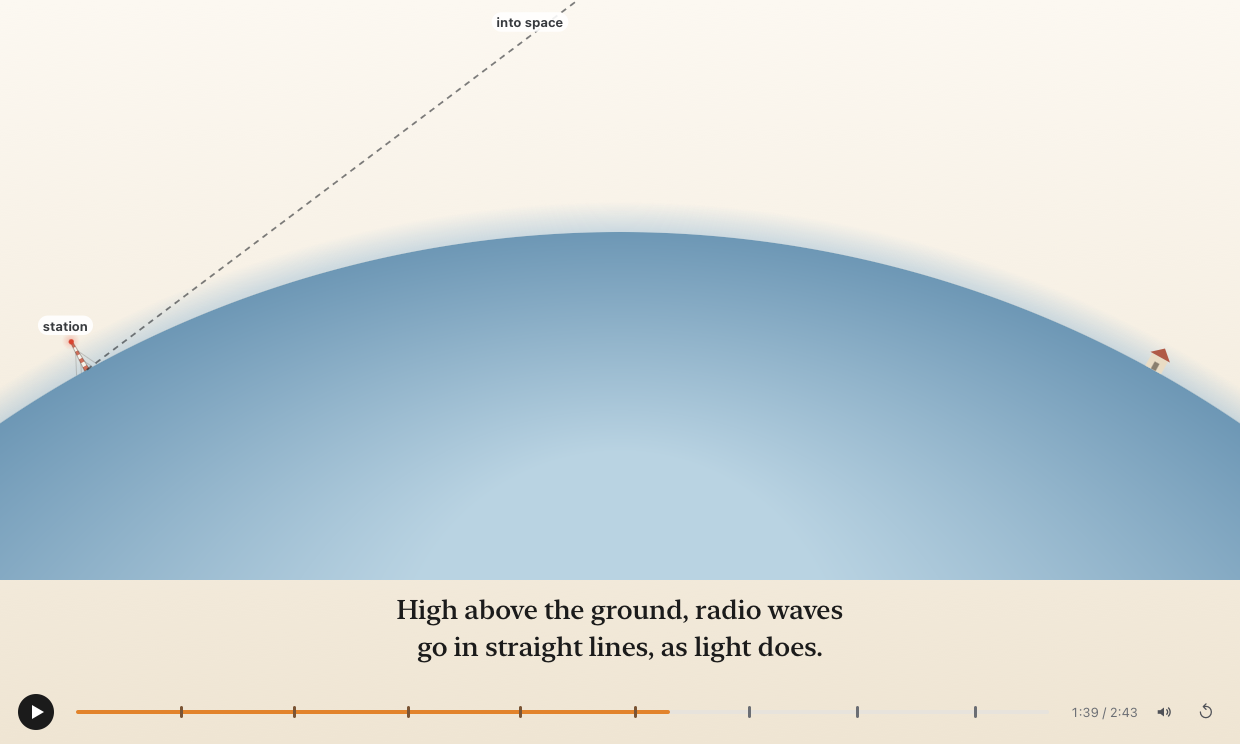 into space
station
High above the ground, radio waves
go in straight lines, as light does.
1:39 / 2:43